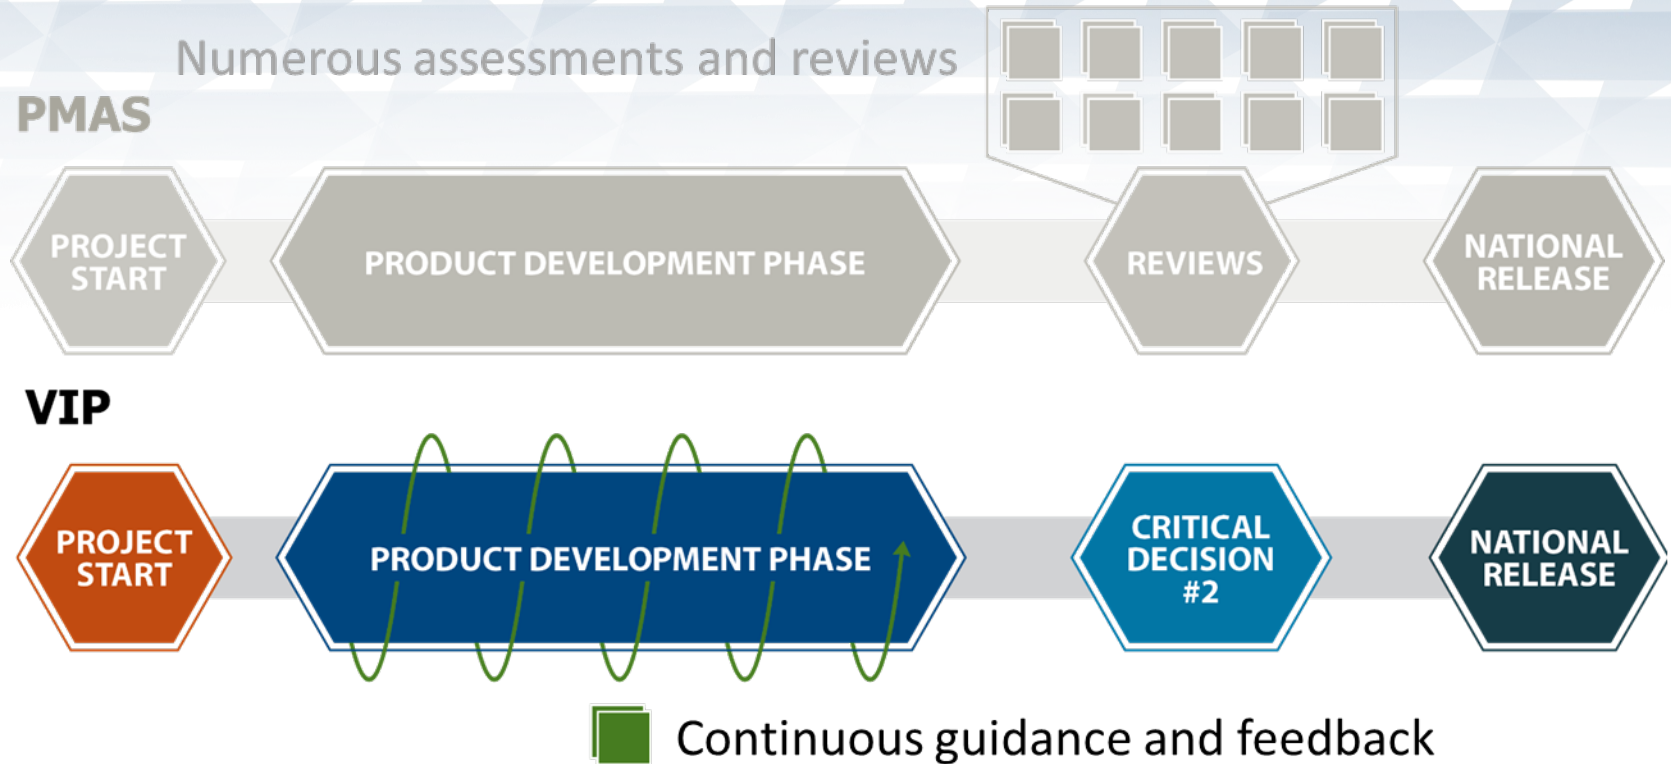 Numerous assessments and reviews
PMAS
PROJECT
START
PRODUCT DEVELOPMENT PHASE
REVIEWS
NATIONAL
RELEASE
VIP
PROJECT
START
PRODUCT DEVELOPMENT PHASE
CRITICAL
DECISION
#2
NATIONAL
RELEASE
Continuous guidance and feedback